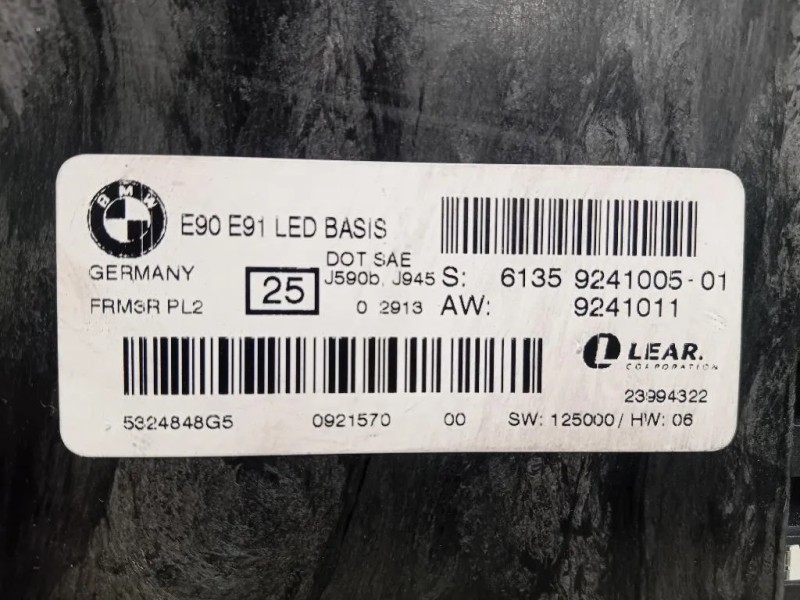 BMW
E90 E91 LED BASIS
GERMANY
DOT SAE
25
J590b, J945
S: 6135 9241005-01
FRM3R PL2
0 2913
AW: 9241011
LEAR.
CORPORATION
23994322
5324848G5 0921570 00 SW: 125000 / HW: 06